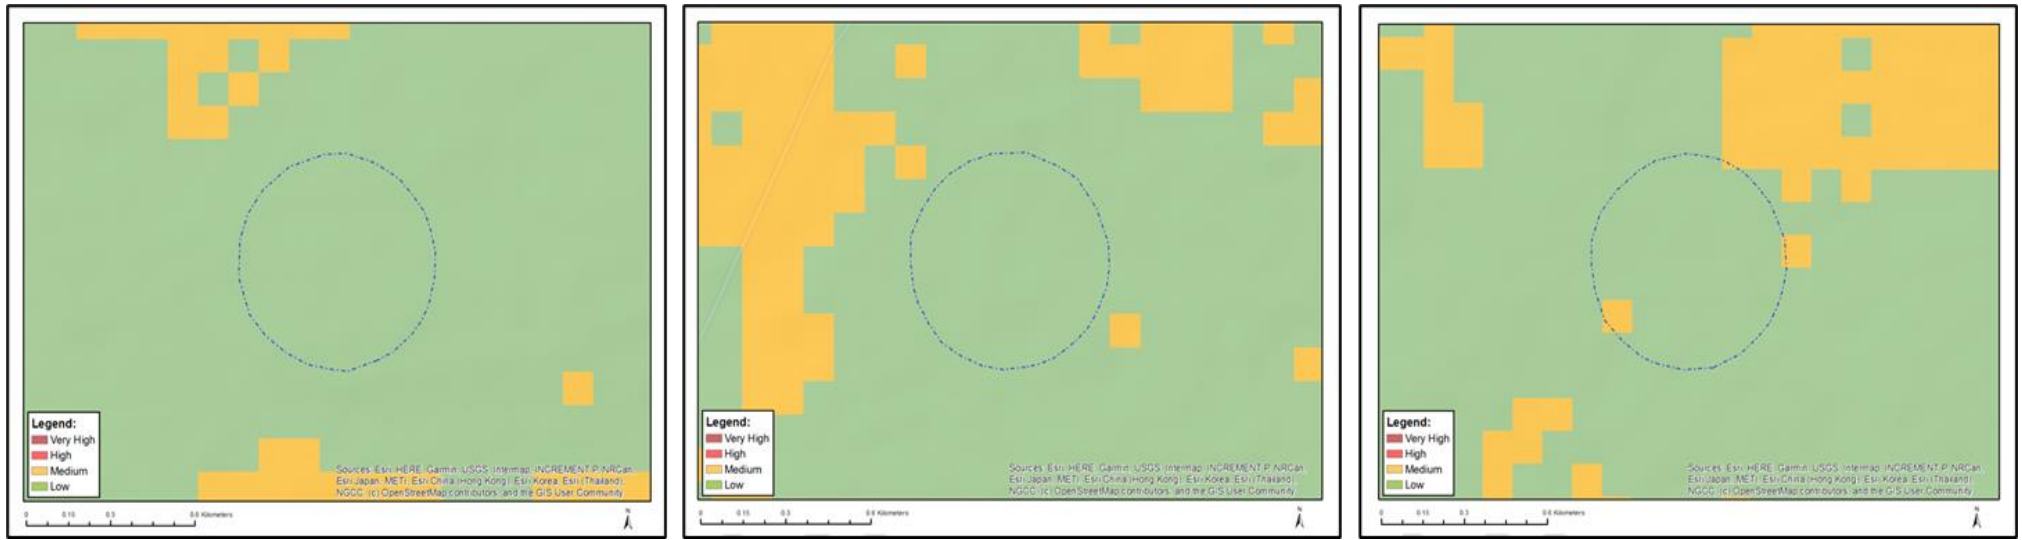 Legend:
Very High
High
Medium
Low
Sources: Esri, HERE, Garmin, USGS, Intermap, INCREMENT P, NRCan,
Esri Japan, METI, Esri China (Hong Kong), Esri Korea, Esri (Thailand),
NGCC, (c) OpenStreetMap contributors, and the GIS User Community
0 0.15 0.3 0.6 Kilometers
N
Legend:
Very High
High
Medium
Low
Sources: Esri, HERE, Garmin, USGS, Intermap, INCREMENT P, NRCan,
Esri Japan, METI, Esri China (Hong Kong), Esri Korea, Esri (Thailand),
NGCC, (c) OpenStreetMap contributors, and the GIS User Community
0 0.15 0.3 0.6 Kilometers
N
Legend:
Very High
High
Medium
Low
Sources: Esri, HERE, Garmin, USGS, Intermap, INCREMENT P, NRCan,
Esri Japan, METI, Esri China (Hong Kong), Esri Korea, Esri (Thailand),
NGCC, (c) OpenStreetMap contributors, and the GIS User Community
0 0.15 0.3 0.6 Kilometers
N